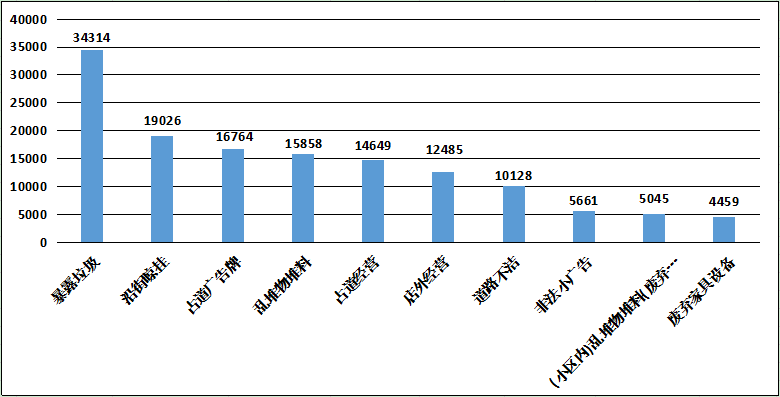 40000
35000
30000
25000
20000
15000
10000
5000
0
34314
19026
16764
15858
14649
12485
10128
5661
5045
4459
暴露垃圾
沿街晾挂
占道广告牌
乱堆物堆料
占道经营
店外经营
道路不洁
非法小广告
(小区内)乱堆物堆料(废弃…
废弃家具设备